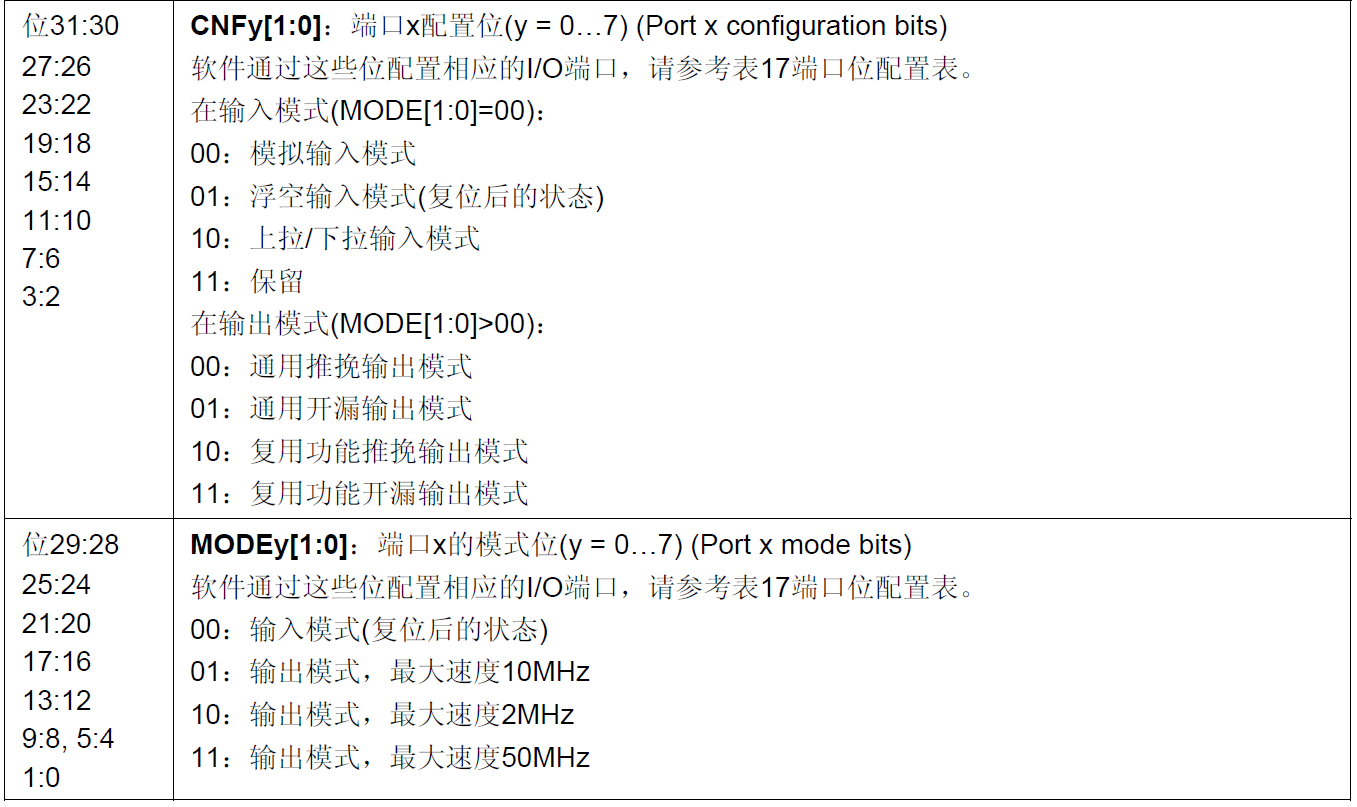 位31:30
27:26
23:22
19:18
15:14
11:10
7:6
3:2
CNFy[1:0]：端口x配置位(y = 0…7) (Port x configuration bits)
软件通过这些位配置相应的I/O端口，请参考表17端口位配置表。
在输入模式(MODE[1:0]=00)：
00：模拟输入模式
01：浮空输入模式(复位后的状态)
10：上拉/下拉输入模式
11：保留
在输出模式(MODE[1:0]>00)：
00：通用推挽输出模式
01：通用开漏输出模式
10：复用功能推挽输出模式
11：复用功能开漏输出模式
位29:28
25:24
21:20
17:16
13:12
9:8, 5:4
1:0
MODEy[1:0]：端口x的模式位(y = 0…7) (Port x mode bits)
软件通过这些位配置相应的I/O端口，请参考表17端口位配置表。
00：输入模式(复位后的状态)
01：输出模式，最大速度10MHz
10：输出模式，最大速度2MHz
11：输出模式，最大速度50MHz